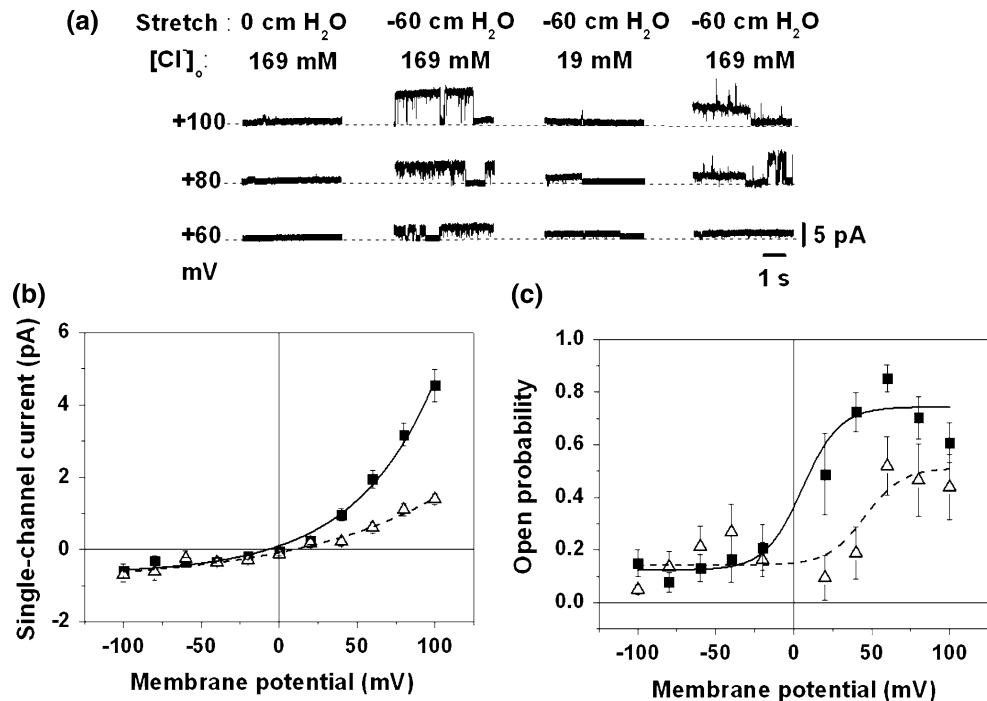 (a) Stretch : 0 cm H₂O -60 cm H₂O -60 cm H₂O -60 cm H₂O
[Cl⁻]ₒ: 169 mM 169 mM 19 mM 169 mM
+100
+80
+60
5 pA
mV
1 s
(b)
Single-channel current (pA)
6
4
2
0
-2
-100 -50 0 50 100
Membrane potential (mV)
(c)
Open probability
1.0
0.8
0.6
0.4
0.2
0.0
-100 -50 0 50 100
Membrane potential (mV)